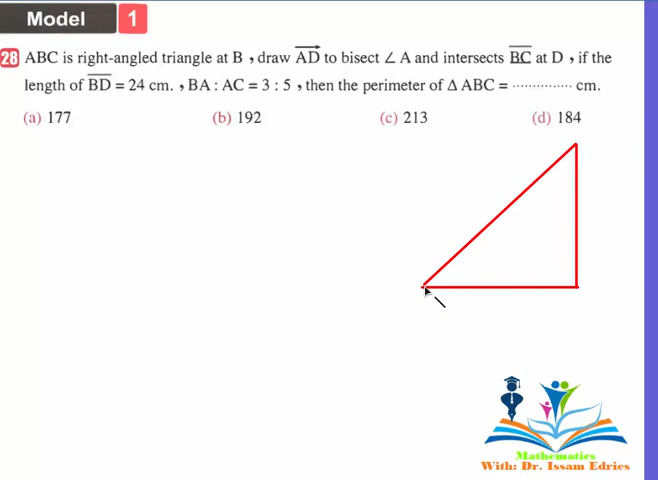 Model 1
28 ABC is right-angled triangle at B , draw AD to bisect ∠ A and intersects BC at D , if the
length of BD = 24 cm. , BA : AC = 3 : 5 , then the perimeter of Δ ABC = ··············· cm.
(a) 177 (b) 192 (c) 213 (d) 184
Mathematics
With: Dr. Issam Edries